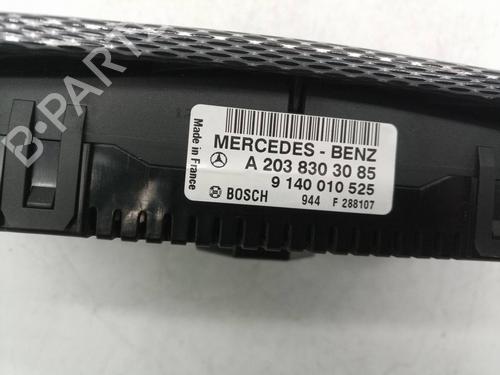 B-PARTS
Made in France
MERCEDES - BENZ
A 203 830 30 85
9 140 010 525
BOSCH 944 F 288107